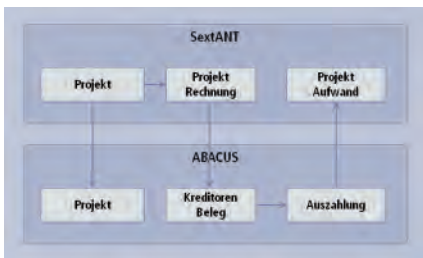 SextANT
Projekt
Projekt
Rechnung
Projekt
Aufwand
ABACUS
Projekt
Kreditoren
Beleg
Auszahlung